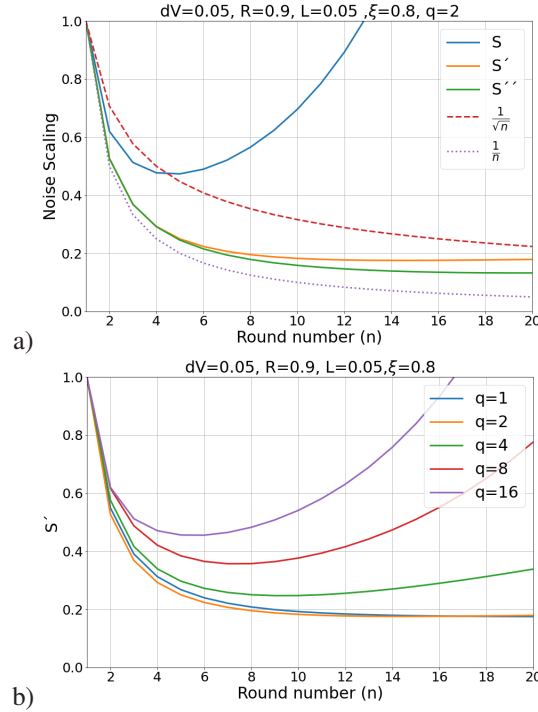 dV=0.05, R=0.9, L=0.05 ,ξ=0.8, q=2
Noise Scaling
1.0
0.8
0.6
0.4
0.2
0.0
S
S´
S´´
1/√n
1/n
2 4 6 8 10 12 14 16 18 20
Round number (n)
a)
dV=0.05, R=0.9, L=0.05,ξ=0.8
S´
1.0
0.8
0.6
0.4
0.2
0.0
q=1
q=2
q=4
q=8
q=16
2 4 6 8 10 12 14 16 18 20
Round number (n)
b)